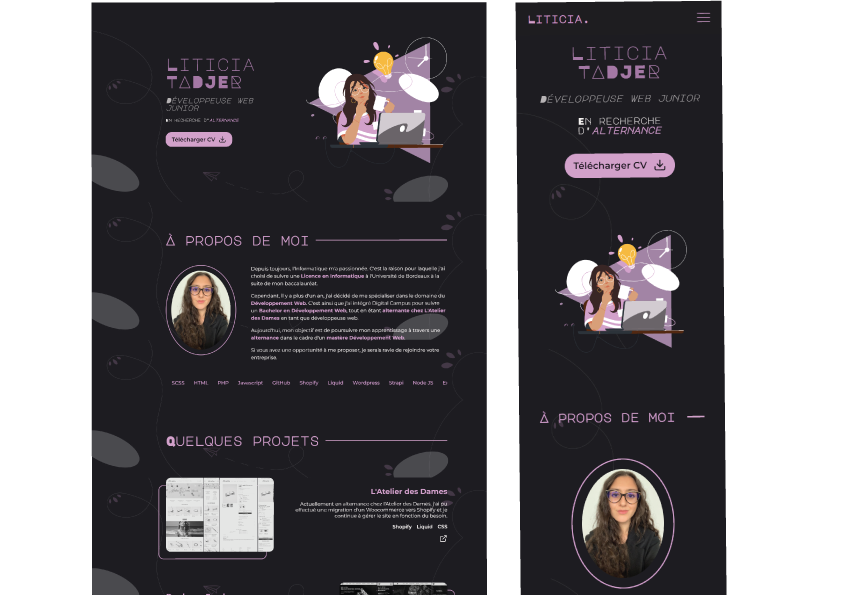 LITICIA
TADJER
DÉVELOPPEUSE WEB
JUNIOR
EN RECHERCHE D'ALTERNANCE
Télécharger CV
À PROPOS DE MOI
Depuis toujours, l'informatique m'a passionnée. C'est la raison pour laquelle j'ai
choisi de suivre une Licence en Informatique à l'Université de Bordeaux à la
suite de mon baccalauréat.
Cependant, il y a plus d'un an, j'ai décidé de me spécialiser dans le domaine du
Développement Web. C'est ainsi que j'ai intégré Digital Campus pour suivre
un Bachelor en Développement Web, tout en étant alternante chez L'Atelier
des Dames en tant que développeuse web.
Aujourd'hui, mon objectif est de poursuivre mon apprentissage à travers une
alternance dans le cadre d'un mastère Développement Web.
Si vous avez une opportunité à me proposer, je serais ravie de rejoindre votre
entreprise.
SCSS HTML PHP Javascript GitHub Shopify Liquid Wordpress Strapi Node JS
QUELQUES PROJETS
L'Atelier des Dames
Actuellement en alternance chez l'Atelier des Dames, j'ai pu
effectué une migration d'un Woocommerce vers Shopify et je
continue à gérer le site en fonction du besoin.
Shopify Liquid CSS
LITICIA.
LITICIA
TADJER
DÉVELOPPEUSE WEB JUNIOR
EN RECHERCHE
D'ALTERNANCE
Télécharger CV
À PROPOS DE MOI